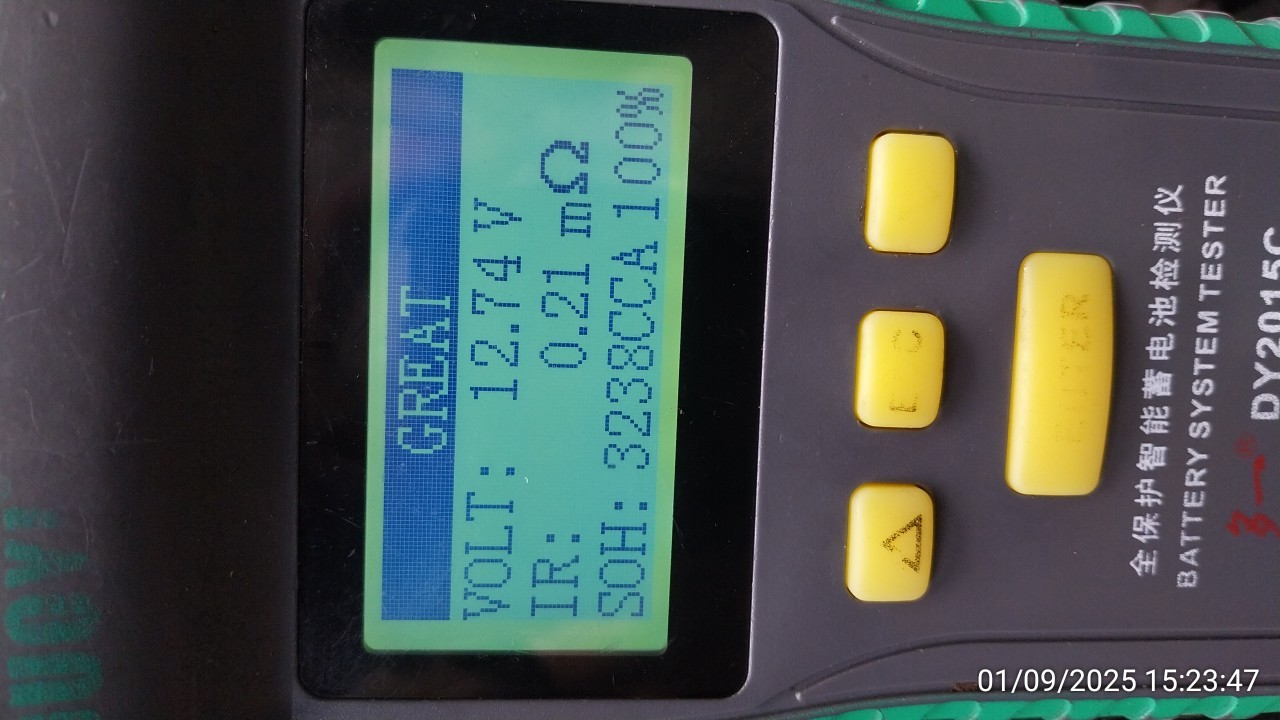 GREAT
VOLT: 12.74 V
IR: 0.21 mΩ
SOH: 3238CCA 100%
全保护智能蓄电池检测仪
BATTERY SYSTEM TESTER
DY2015C
01/09/2025 15:23:47